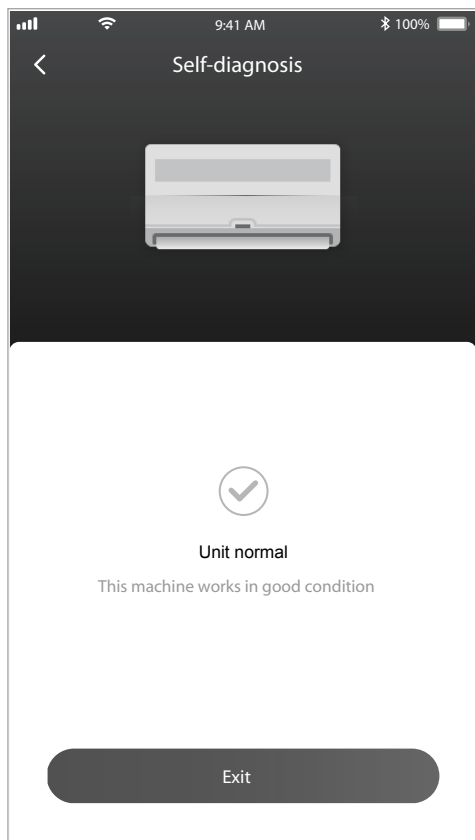 9:41 AM
100%
Self-diagnosis
Unit normal
This machine works in good condition
Exit